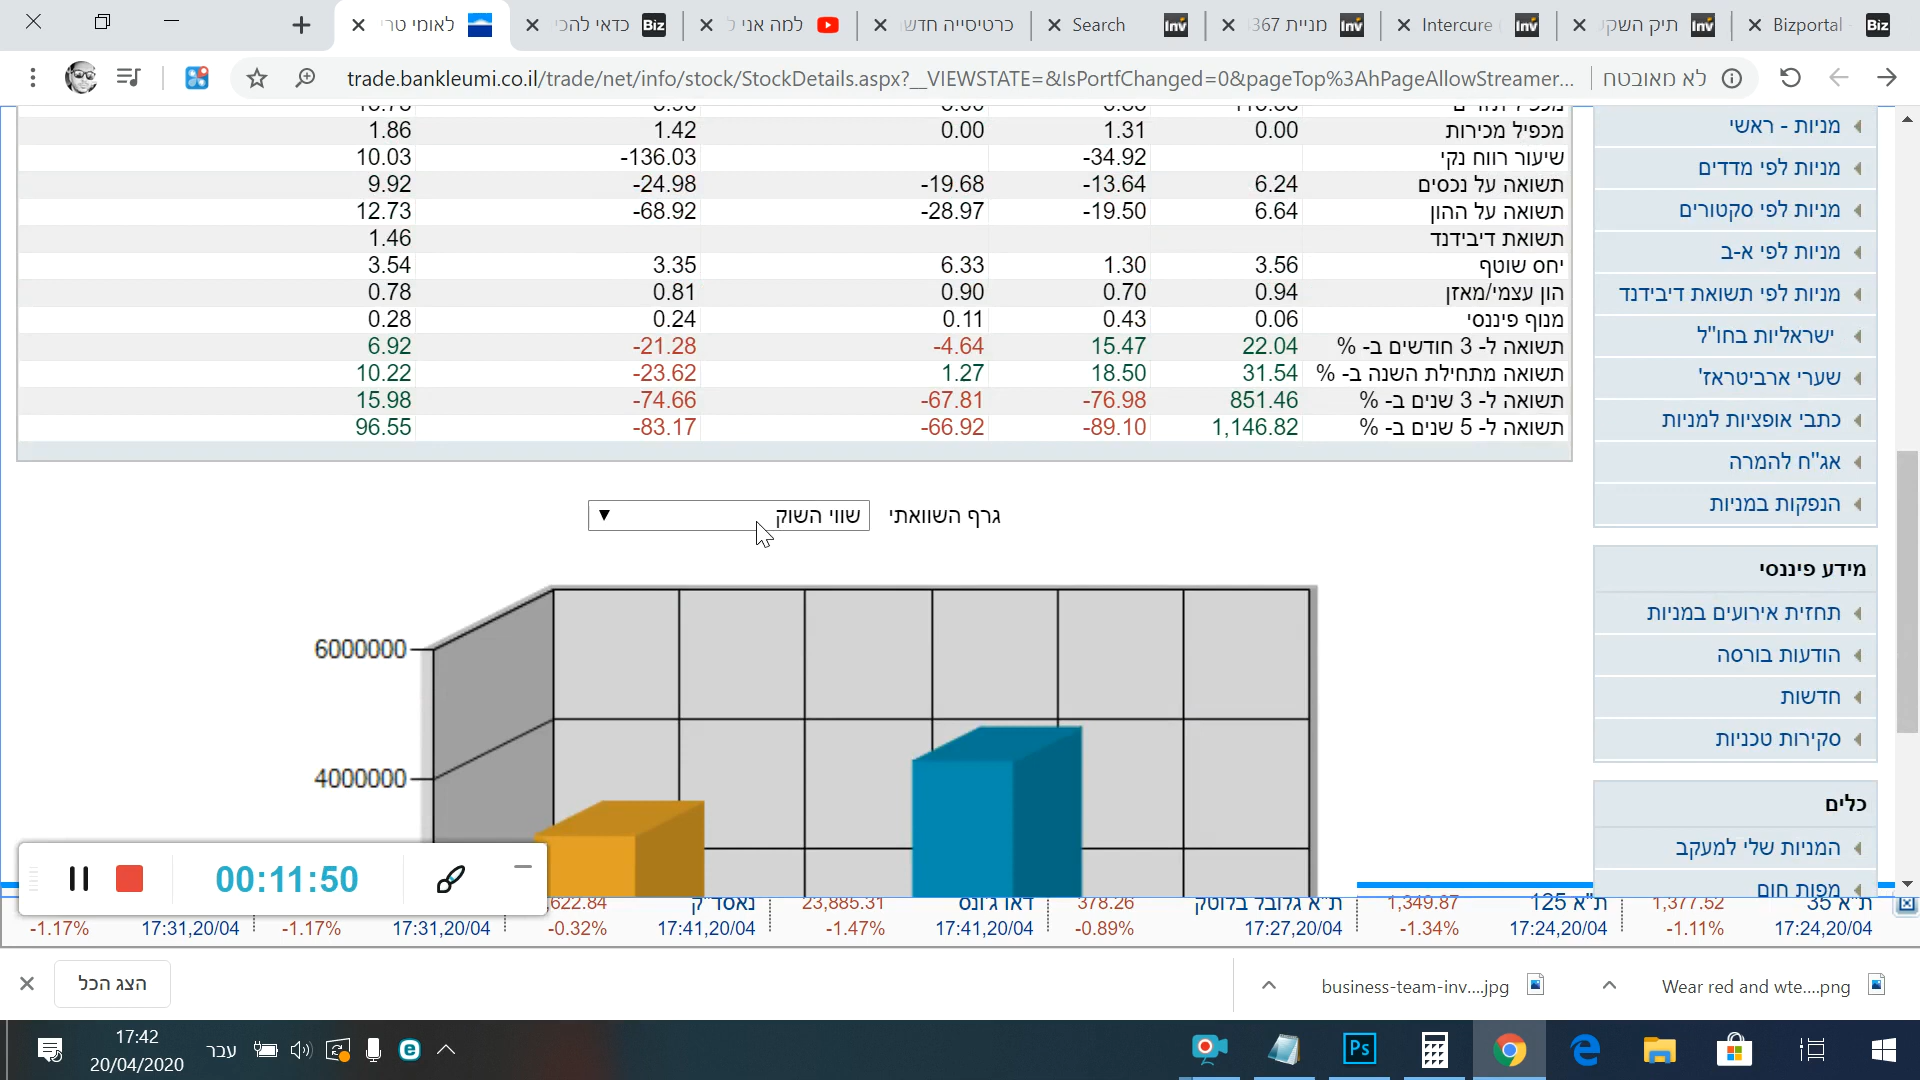 לאומי טרי
כדאי להכי
למה אני ל
כרטיסייה חדש
Search
מניית 367
Intercure
תיק השקע
Bizportal
trade.bankleumi.co.il/trade/net/info/stock/StockDetails.aspx?__VIEWSTATE=&IsPortfChanged=0&pageTop%3AhPageAllowStreamer...
לא מאובטח
מכפיל מכירות 0.00 1.31 0.00 1.42 1.86
שיעור רווח נקי -34.92 -136.03 10.03
תשואה על נכסים 6.24 -13.64 -19.68 -24.98 9.92
תשואה על ההון 6.64 -19.50 -28.97 -68.92 12.73
תשואת דיבידנד 1.46
יחס שוטף 3.56 1.30 6.33 3.35 3.54
הון עצמי/מאזן 0.94 0.70 0.90 0.81 0.78
מנוף פיננסי 0.06 0.43 0.11 0.24 0.28
תשואה ל- 3 חודשים ב- % 22.04 15.47 -4.64 -21.28 6.92
תשואה מתחילת השנה ב- % 31.54 18.50 1.27 -23.62 10.22
תשואה ל- 3 שנים ב- % 851.46 -76.98 -67.81 -74.66 15.98
תשואה ל- 5 שנים ב- % 1,146.82 -89.10 -66.92 -83.17 96.55
גרף השוואתי שווי השוק
6000000
4000000
מניות - ראשי
מניות לפי מדדים
מניות לפי סקטורים
מניות לפי א-ב
מניות לפי תשואת דיבידנד
ישראליות בחו"ל
שערי ארביטראז'
כתבי אופציות למניות
אג"ח להמרה
הנפקות במניות
מידע פיננסי
תחזית אירועים במניות
הודעות בורסה
חדשות
סקירות טכניות
כלים
המניות שלי למעקב
מפות חום
00:11:50
ת"א 35 1,377.52
17:24,20/04 -1.11%
ת"א 125 1,349.87
17:24,20/04 -1.34%
ת"א גלובל בלוטק 378.26
17:27,20/04 -0.89%
דאו ג'ונס 23,885.31
17:41,20/04 -1.47%
נאסד"ק 622.84
17:41,20/04 -0.32%
17:31,20/04 -1.17%
17:31,20/04 -1.17%
הצג הכל
business-team-inv....jpg
Wear red and wte....png
17:42
20/04/2020
עבר
Ps